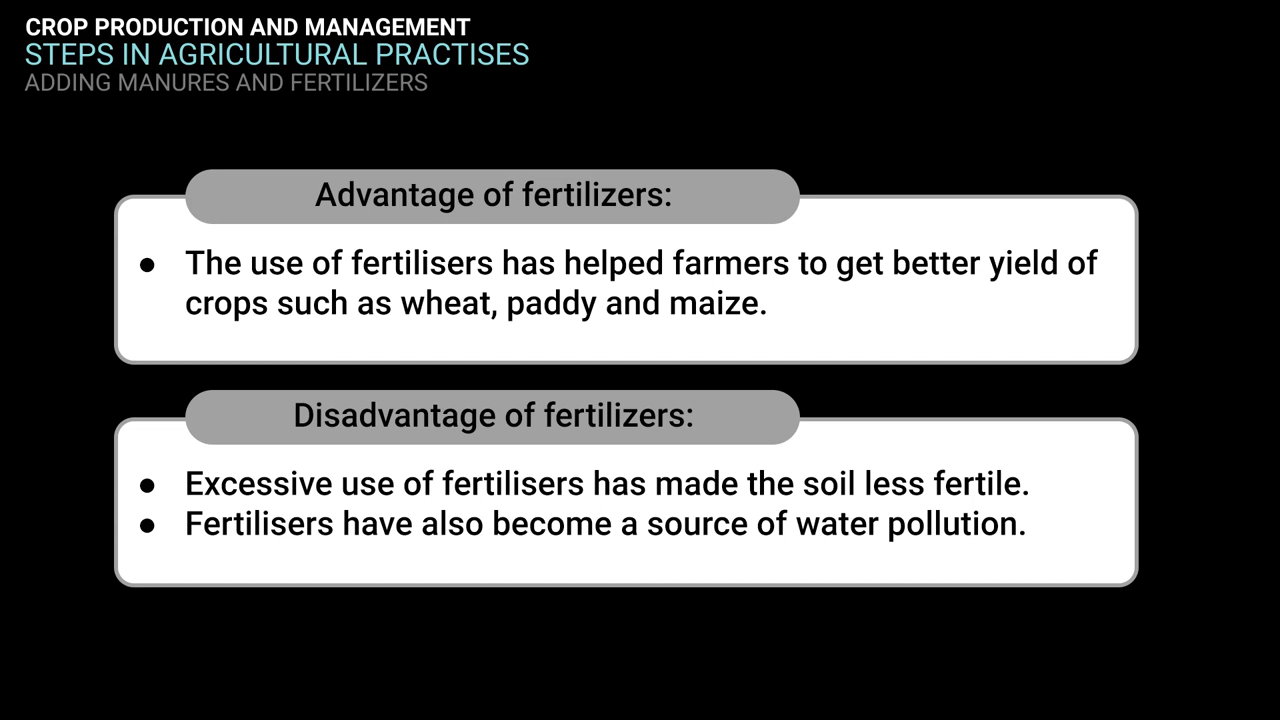 CROP PRODUCTION AND MANAGEMENT
STEPS IN AGRICULTURAL PRACTISES
ADDING MANURES AND FERTILIZERS
Advantage of fertilizers:
● The use of fertilisers has helped farmers to get better yield of
crops such as wheat, paddy and maize.
Disadvantage of fertilizers:
● Excessive use of fertilisers has made the soil less fertile.
● Fertilisers have also become a source of water pollution.